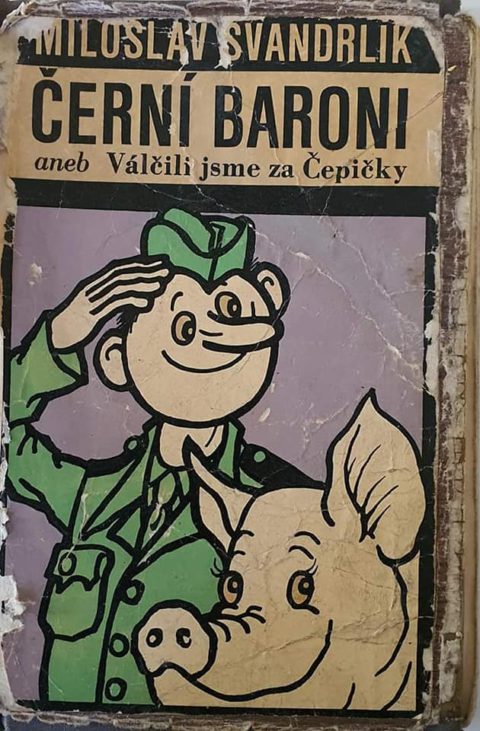 MILOSLAV ŠVANDRLÍK
ČERNÍ BARONI
aneb Válčili jsme za Čepičky